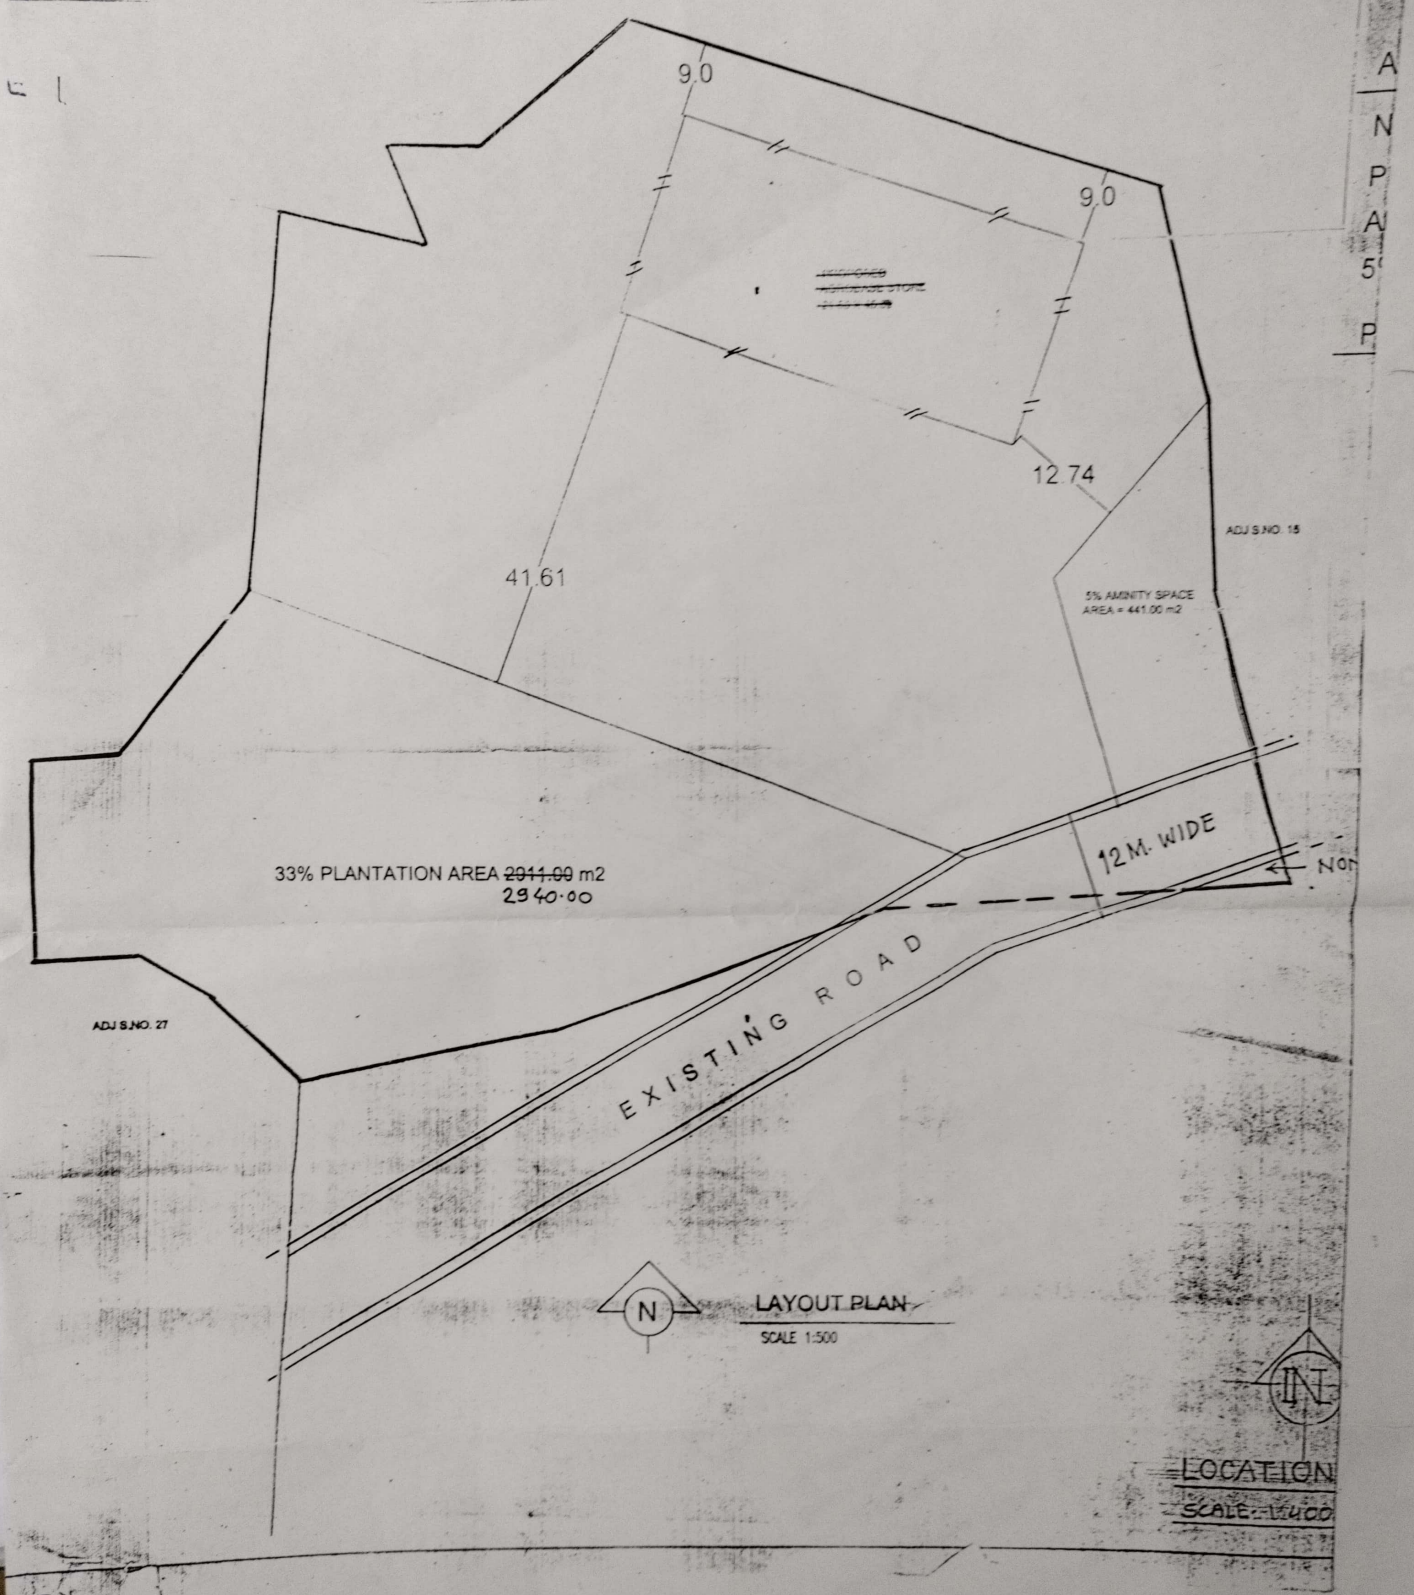 A
9.0
N
P
9.0
A
5
PROPOSED
P
12.74
ADJ S.NO. 15
41.61
5% AMINITY SPACE
AREA = 441.00 m2
12 M. WIDE
33% PLANTATION AREA 2911.00 m2
2940.00
EXISTING ROAD
ADJ S.NO. 27
N
LAYOUT PLAN
SCALE 1:500
N
LOCATION